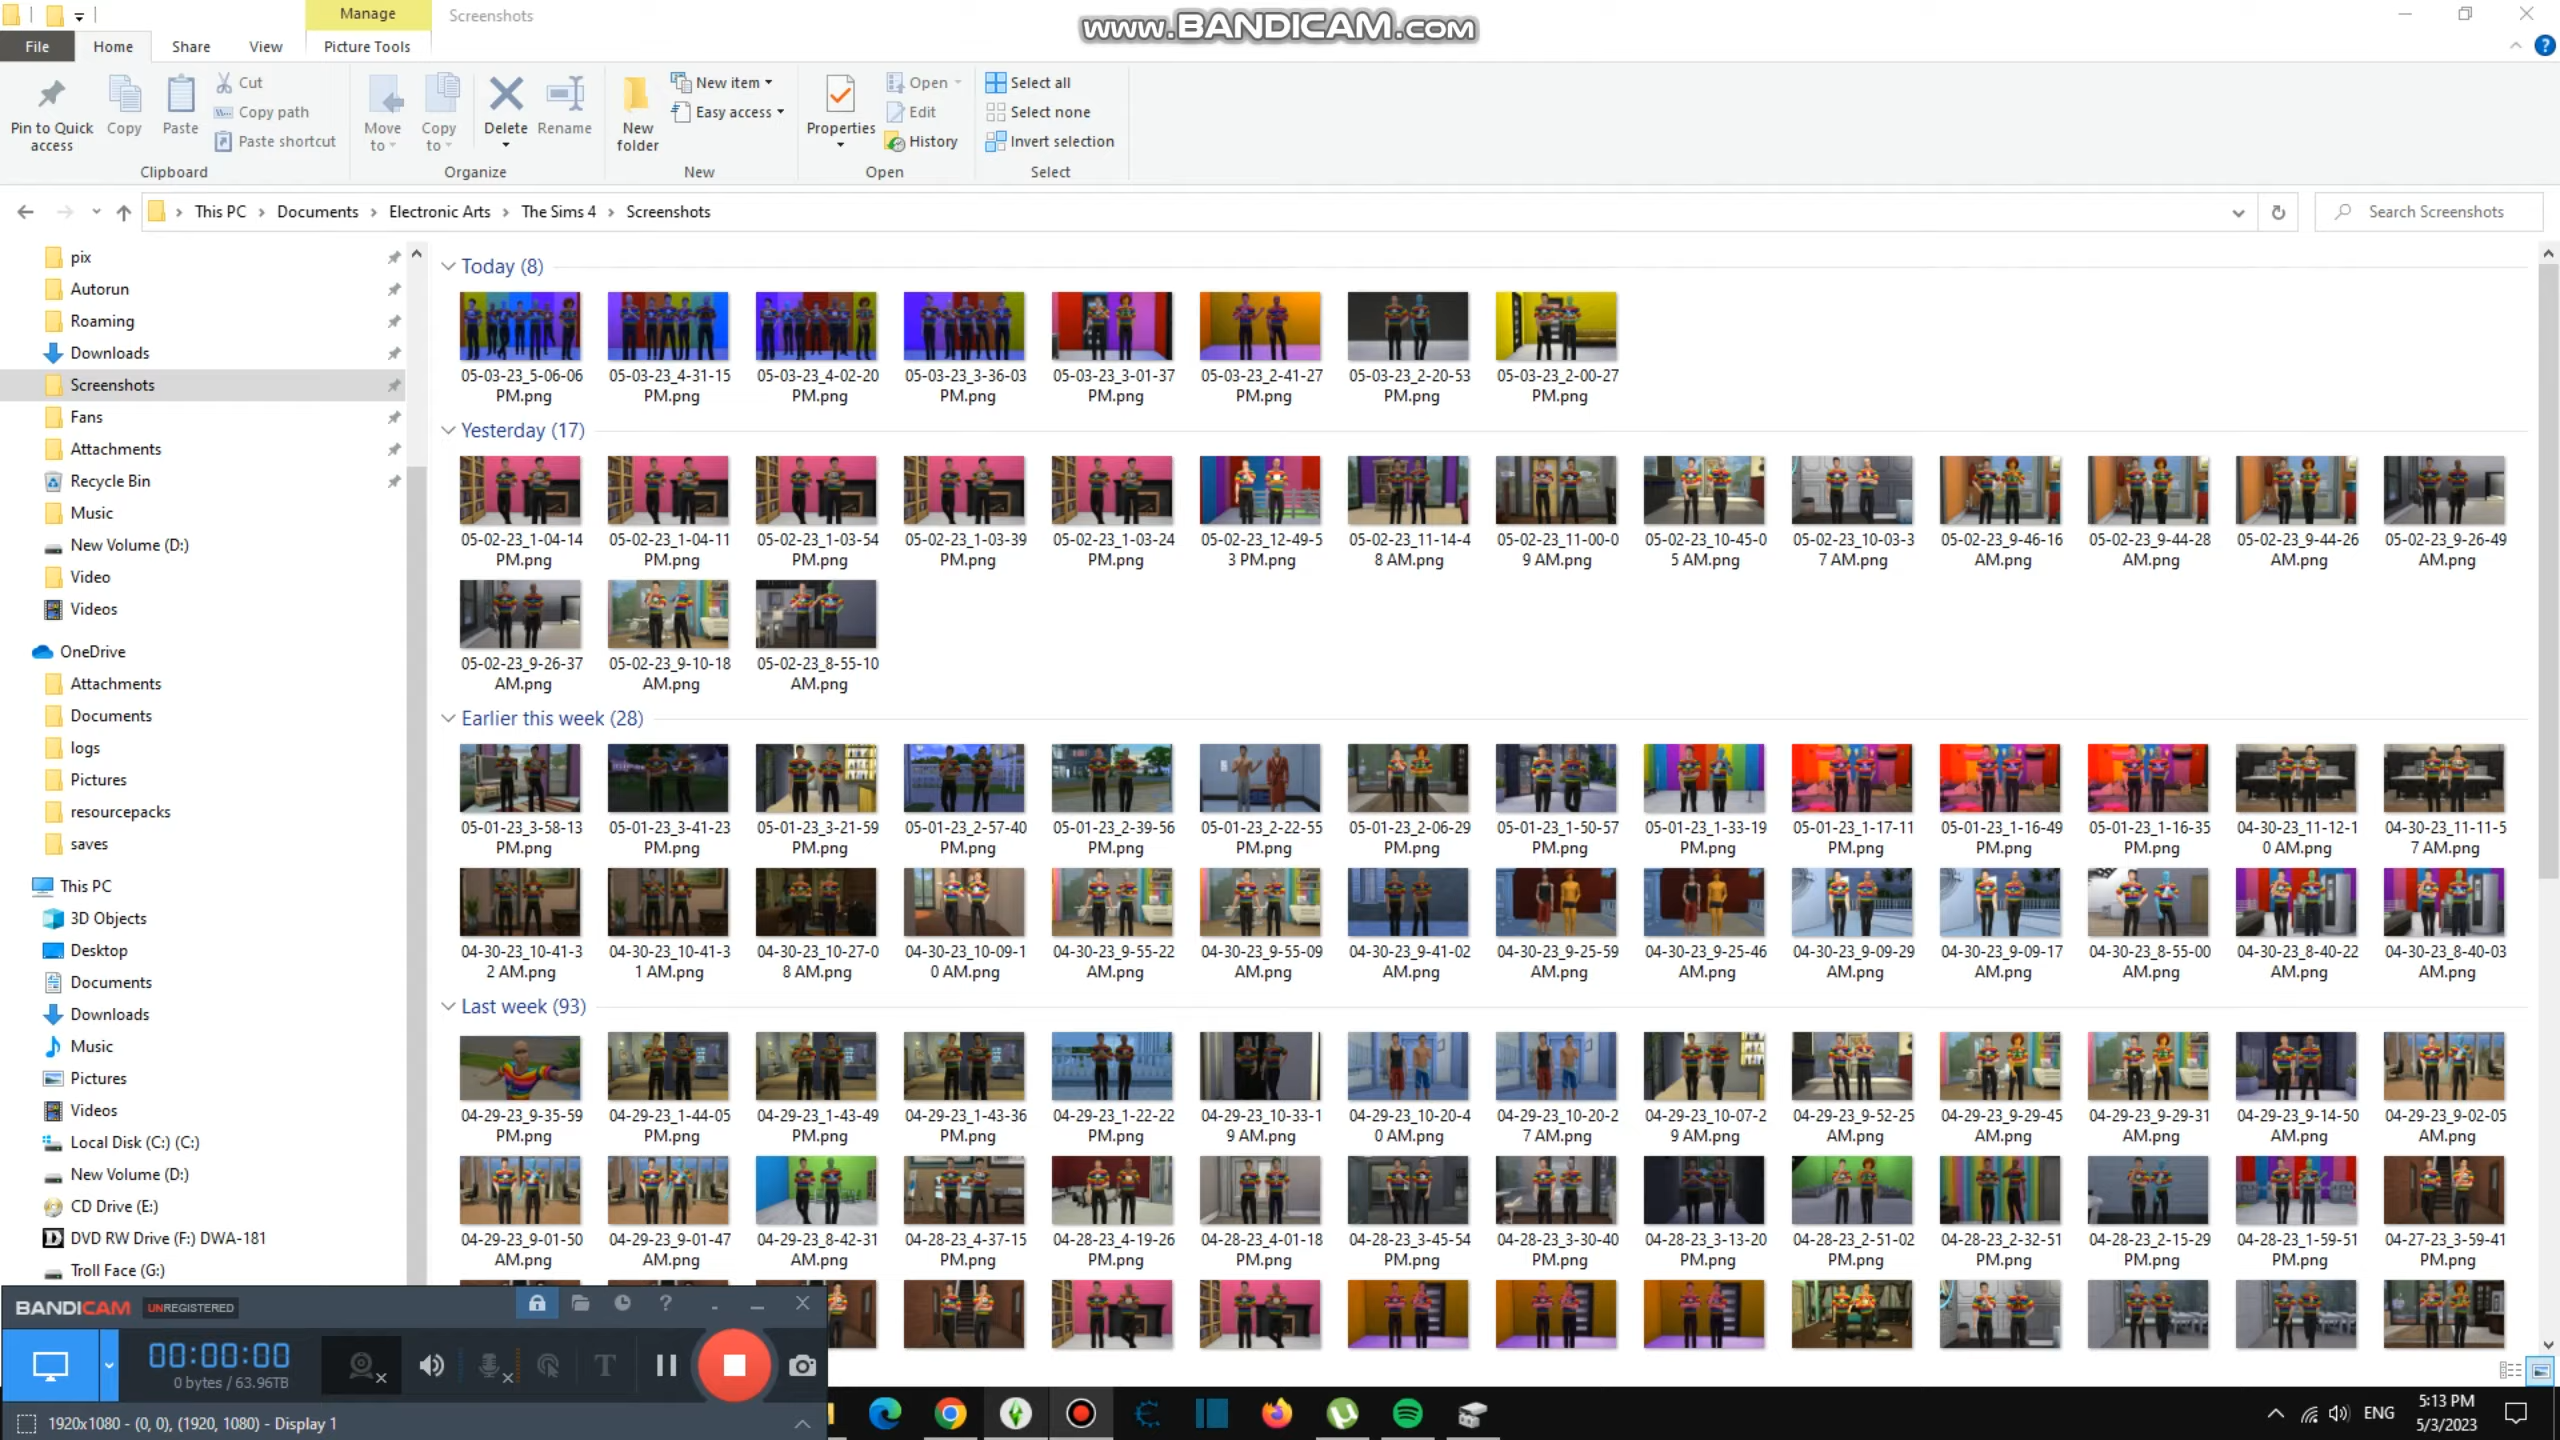 Manage
Screenshots
www.BANDICAM.com
File
Home
Share
View
Picture Tools
Pin to Quick access
Copy
Paste
Cut
Copy path
Paste shortcut
Clipboard
Move to
Copy to
Delete
Rename
Organize
New folder
New item
Easy access
New
Properties
Open
Edit
History
Open
Select all
Select none
Invert selection
Select
This PC > Documents > Electronic Arts > The Sims 4 > Screenshots
Search Screenshots
pix
Autorun
Roaming
Downloads
Screenshots
Fans
Attachments
Recycle Bin
Music
New Volume (D:)
Video
Videos
OneDrive
Attachments
Documents
logs
Pictures
resourcepacks
saves
This PC
3D Objects
Desktop
Documents
Downloads
Music
Pictures
Videos
Local Disk (C:) (C:)
New Volume (D:)
CD Drive (E:)
DVD RW Drive (F:) DWA-181
Troll Face (G:)
Today (8)
05-03-23_5-06-06 PM.png
05-03-23_4-31-15 PM.png
05-03-23_4-02-20 PM.png
05-03-23_3-36-03 PM.png
05-03-23_3-01-37 PM.png
05-03-23_2-41-27 PM.png
05-03-23_2-20-53 PM.png
05-03-23_2-00-27 PM.png
Yesterday (17)
05-02-23_1-04-14 PM.png
05-02-23_1-04-11 PM.png
05-02-23_1-03-54 PM.png
05-02-23_1-03-39 PM.png
05-02-23_1-03-24 PM.png
05-02-23_12-49-53 PM.png
05-02-23_11-14-48 AM.png
05-02-23_11-00-09 AM.png
05-02-23_10-45-05 AM.png
05-02-23_10-03-37 AM.png
05-02-23_9-46-16 AM.png
05-02-23_9-44-28 AM.png
05-02-23_9-44-26 AM.png
05-02-23_9-26-49 AM.png
05-02-23_9-26-37 AM.png
05-02-23_9-10-18 AM.png
05-02-23_8-55-10 AM.png
Earlier this week (28)
05-01-23_3-58-13 PM.png
05-01-23_3-41-23 PM.png
05-01-23_3-21-59 PM.png
05-01-23_2-57-40 PM.png
05-01-23_2-39-56 PM.png
05-01-23_2-22-55 PM.png
05-01-23_2-06-29 PM.png
05-01-23_1-50-57 PM.png
05-01-23_1-33-19 PM.png
05-01-23_1-17-11 PM.png
05-01-23_1-16-49 PM.png
05-01-23_1-16-35 PM.png
04-30-23_11-12-10 AM.png
04-30-23_11-11-57 AM.png
04-30-23_10-41-32 AM.png
04-30-23_10-41-31 AM.png
04-30-23_10-27-08 AM.png
04-30-23_10-09-10 AM.png
04-30-23_9-55-22 AM.png
04-30-23_9-55-09 AM.png
04-30-23_9-41-02 AM.png
04-30-23_9-25-59 AM.png
04-30-23_9-25-46 AM.png
04-30-23_9-09-29 AM.png
04-30-23_9-09-17 AM.png
04-30-23_8-55-00 AM.png
04-30-23_8-40-22 AM.png
04-30-23_8-40-03 AM.png
Last week (93)
04-29-23_9-35-59 PM.png
04-29-23_1-44-05 PM.png
04-29-23_1-43-49 PM.png
04-29-23_1-43-36 PM.png
04-29-23_1-22-22 PM.png
04-29-23_10-33-19 AM.png
04-29-23_10-20-40 AM.png
04-29-23_10-20-27 AM.png
04-29-23_10-07-29 AM.png
04-29-23_9-52-25 AM.png
04-29-23_9-29-45 AM.png
04-29-23_9-29-31 AM.png
04-29-23_9-14-50 AM.png
04-29-23_9-02-05 AM.png
04-29-23_9-01-50 AM.png
04-29-23_9-01-47 AM.png
04-29-23_8-42-31 AM.png
04-28-23_4-37-15 PM.png
04-28-23_4-19-26 PM.png
04-28-23_4-01-18 PM.png
04-28-23_3-45-54 PM.png
04-28-23_3-30-40 PM.png
04-28-23_3-13-20 PM.png
04-28-23_2-51-02 PM.png
04-28-23_2-32-51 PM.png
04-28-23_2-15-29 PM.png
04-28-23_1-59-51 PM.png
04-27-23_3-59-41 PM.png
BANDICAM UNREGISTERED
00:00:00
0 bytes / 63.96TB
1920x1080 - (0, 0), (1920, 1080) - Display 1
ENG
5:13 PM
5/3/2023